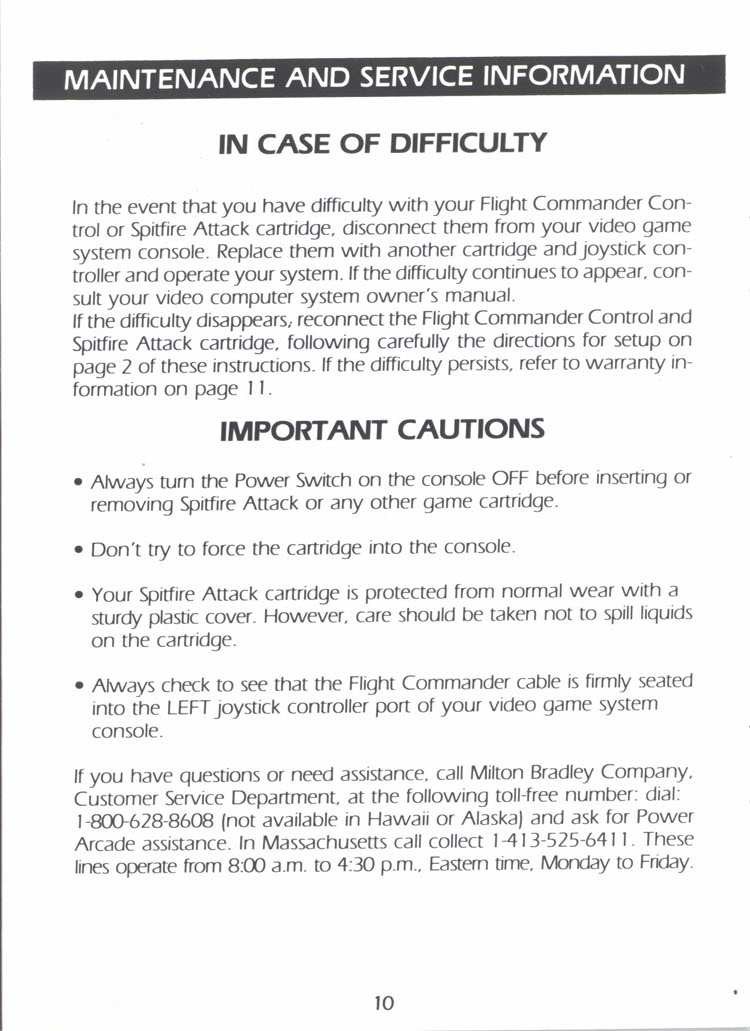 MAINTENANCE AND SERVICE INFORMATION
IN CASE OF DIFFICULTY
In the event that you have difficulty with your Flight Commander Con-
trol or Spitfire Attack cartridge, disconnect them from your video game
system console. Replace them with another cartridge and joystick con-
troller and operate your system. If the difficulty continues to appear, con-
sult your video computer system owner's manual.
If the difficulty disappears, reconnect the Flight Commander Control and
Spitfire Attack cartridge, following carefully the directions for setup on
page 2 of these instructions. If the difficulty persists, refer to warranty in-
formation on page 11.
IMPORTANT CAUTIONS
• Always turn the Power Switch on the console OFF before inserting or
removing Spitfire Attack or any other game cartridge.
• Don't try to force the cartridge into the console.
• Your Spitfire Attack cartridge is protected from normal wear with a
sturdy plastic cover. However, care should be taken not to spill liquids
on the cartridge.
• Always check to see that the Flight Commander cable is firmly seated
into the LEFT joystick controller port of your video game system
console.
If you have questions or need assistance, call Milton Bradley Company,
Customer Service Department, at the following toll-free number: dial:
1-800-628-8608 (not available in Hawaii or Alaska) and ask for Power
Arcade assistance. In Massachusetts call collect 1-413-525-6411. These
lines operate from 8:00 a.m. to 4:30 p.m., Eastern time, Monday to Friday.
10